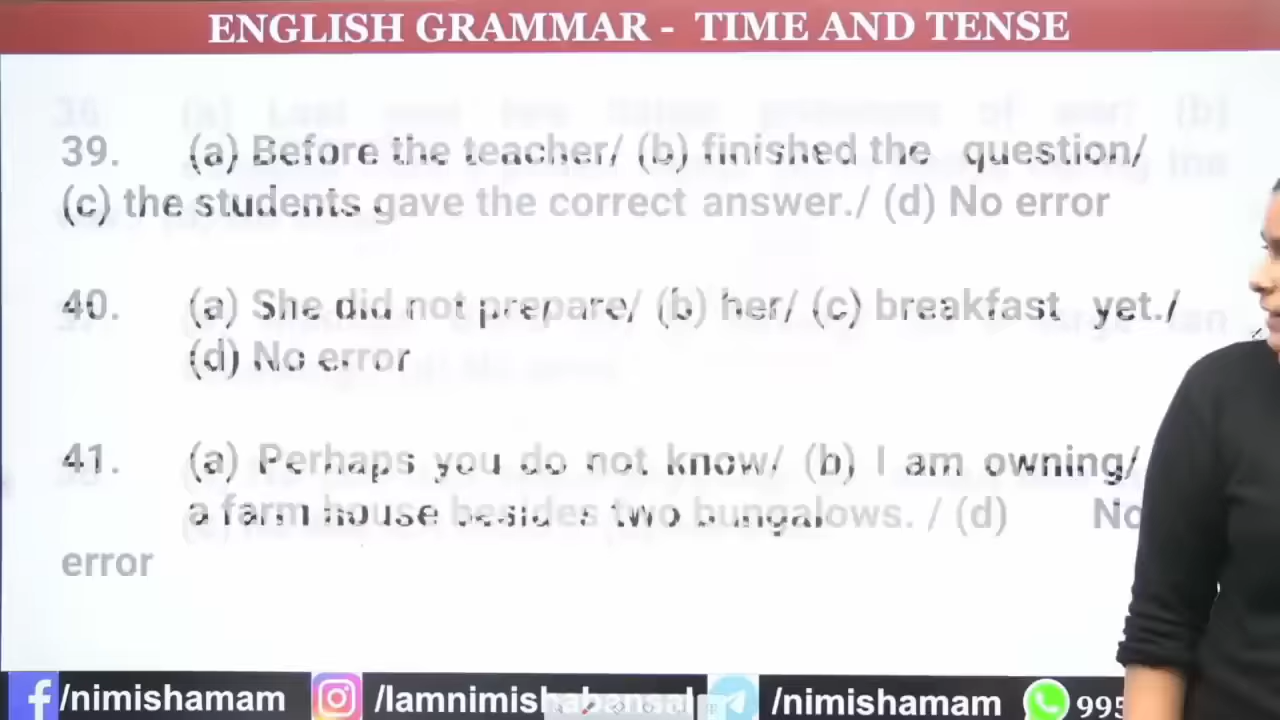 ENGLISH GRAMMAR - TIME AND TENSE
39. (a) Before the teacher/ (b) finished the question/
(c) the students gave the correct answer./ (d) No error
40. (a) She did not prepare/ (b) her/ (c) breakfast yet./
(d) No error
41. (a) Perhaps you do not know/ (b) I am owning/
a farm house besides two bungalows. / (d) No
error
/nimishamam /Iamnimishabansal /nimishamam 995